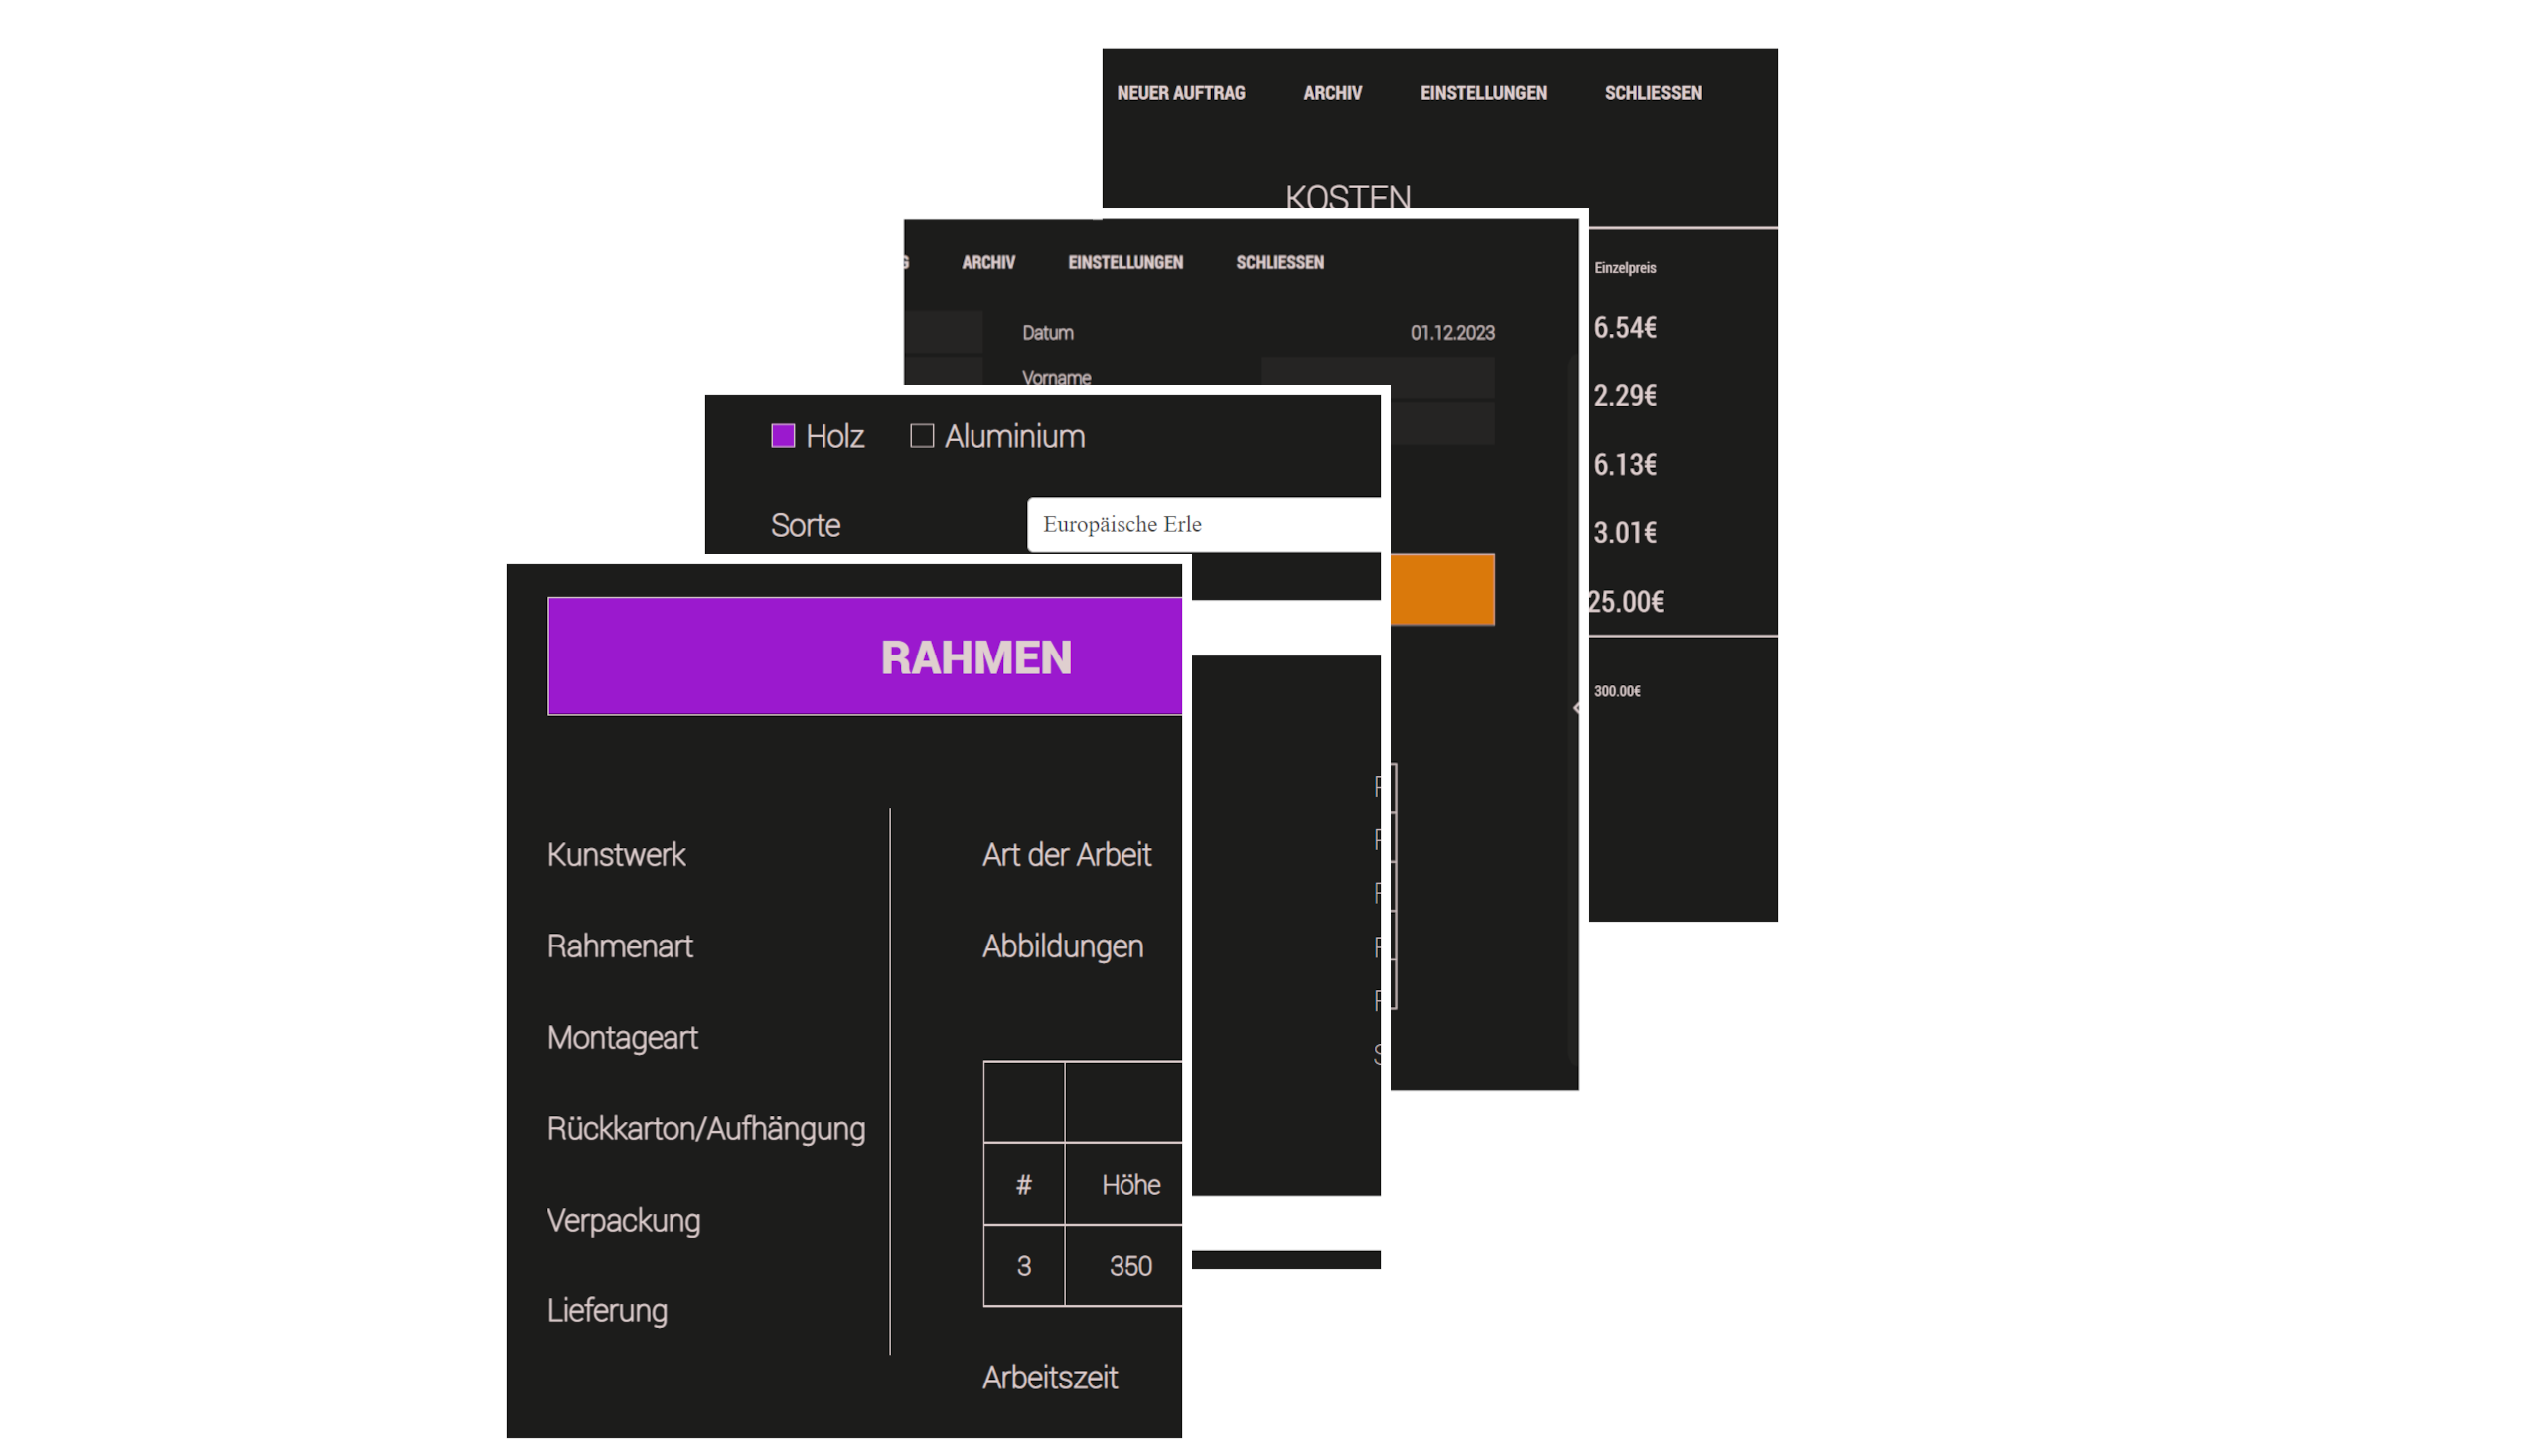 NEUER AUFTRAG ARCHIV EINSTELLUNGEN SCHLIESSEN
KOSTEN
Einzelpreis
6.54€
2.29€
6.13€
3.01€
25.00€
300.00€
ARCHIV EINSTELLUNGEN SCHLIESSEN
Datum 01.12.2023
Vorname
Holz Aluminium
Sorte Europäische Erle
RAHMEN
Kunstwerk
Rahmenart
Montageart
Rückkarton/Aufhängung
Verpackung
Lieferung
Art der Arbeit
Abbildungen
# Höhe
3 350
Arbeitszeit